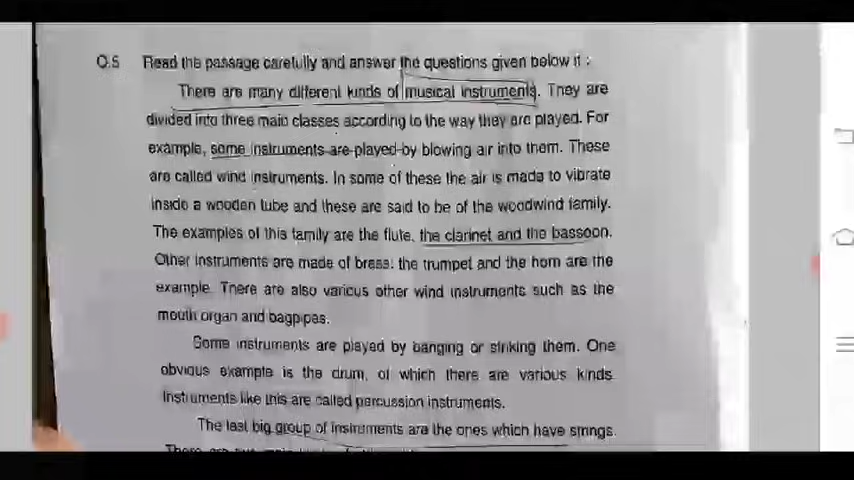 Q.5 Read the passage carefully and answer the questions given below it :
There are many different kinds of musical instruments. They are
divided into three main classes according to the way they are played. For
example, some instruments are played by blowing air into them. These
are called wind instruments. In some of these the air is made to vibrate
inside a wooden tube and these are said to be of the woodwind family.
The examples of this family are the flute, the clarinet and the bassoon.
Other instruments are made of brass: the trumpet and the horn are the
example. There are also various other wind instruments such as the
mouth organ and bagpipes.
Some instruments are played by banging or striking them. One
obvious example is the drum, of which there are various kinds.
Instruments like this are called percussion instruments.
The last big group of instruments are the ones which have strings.
There are two main